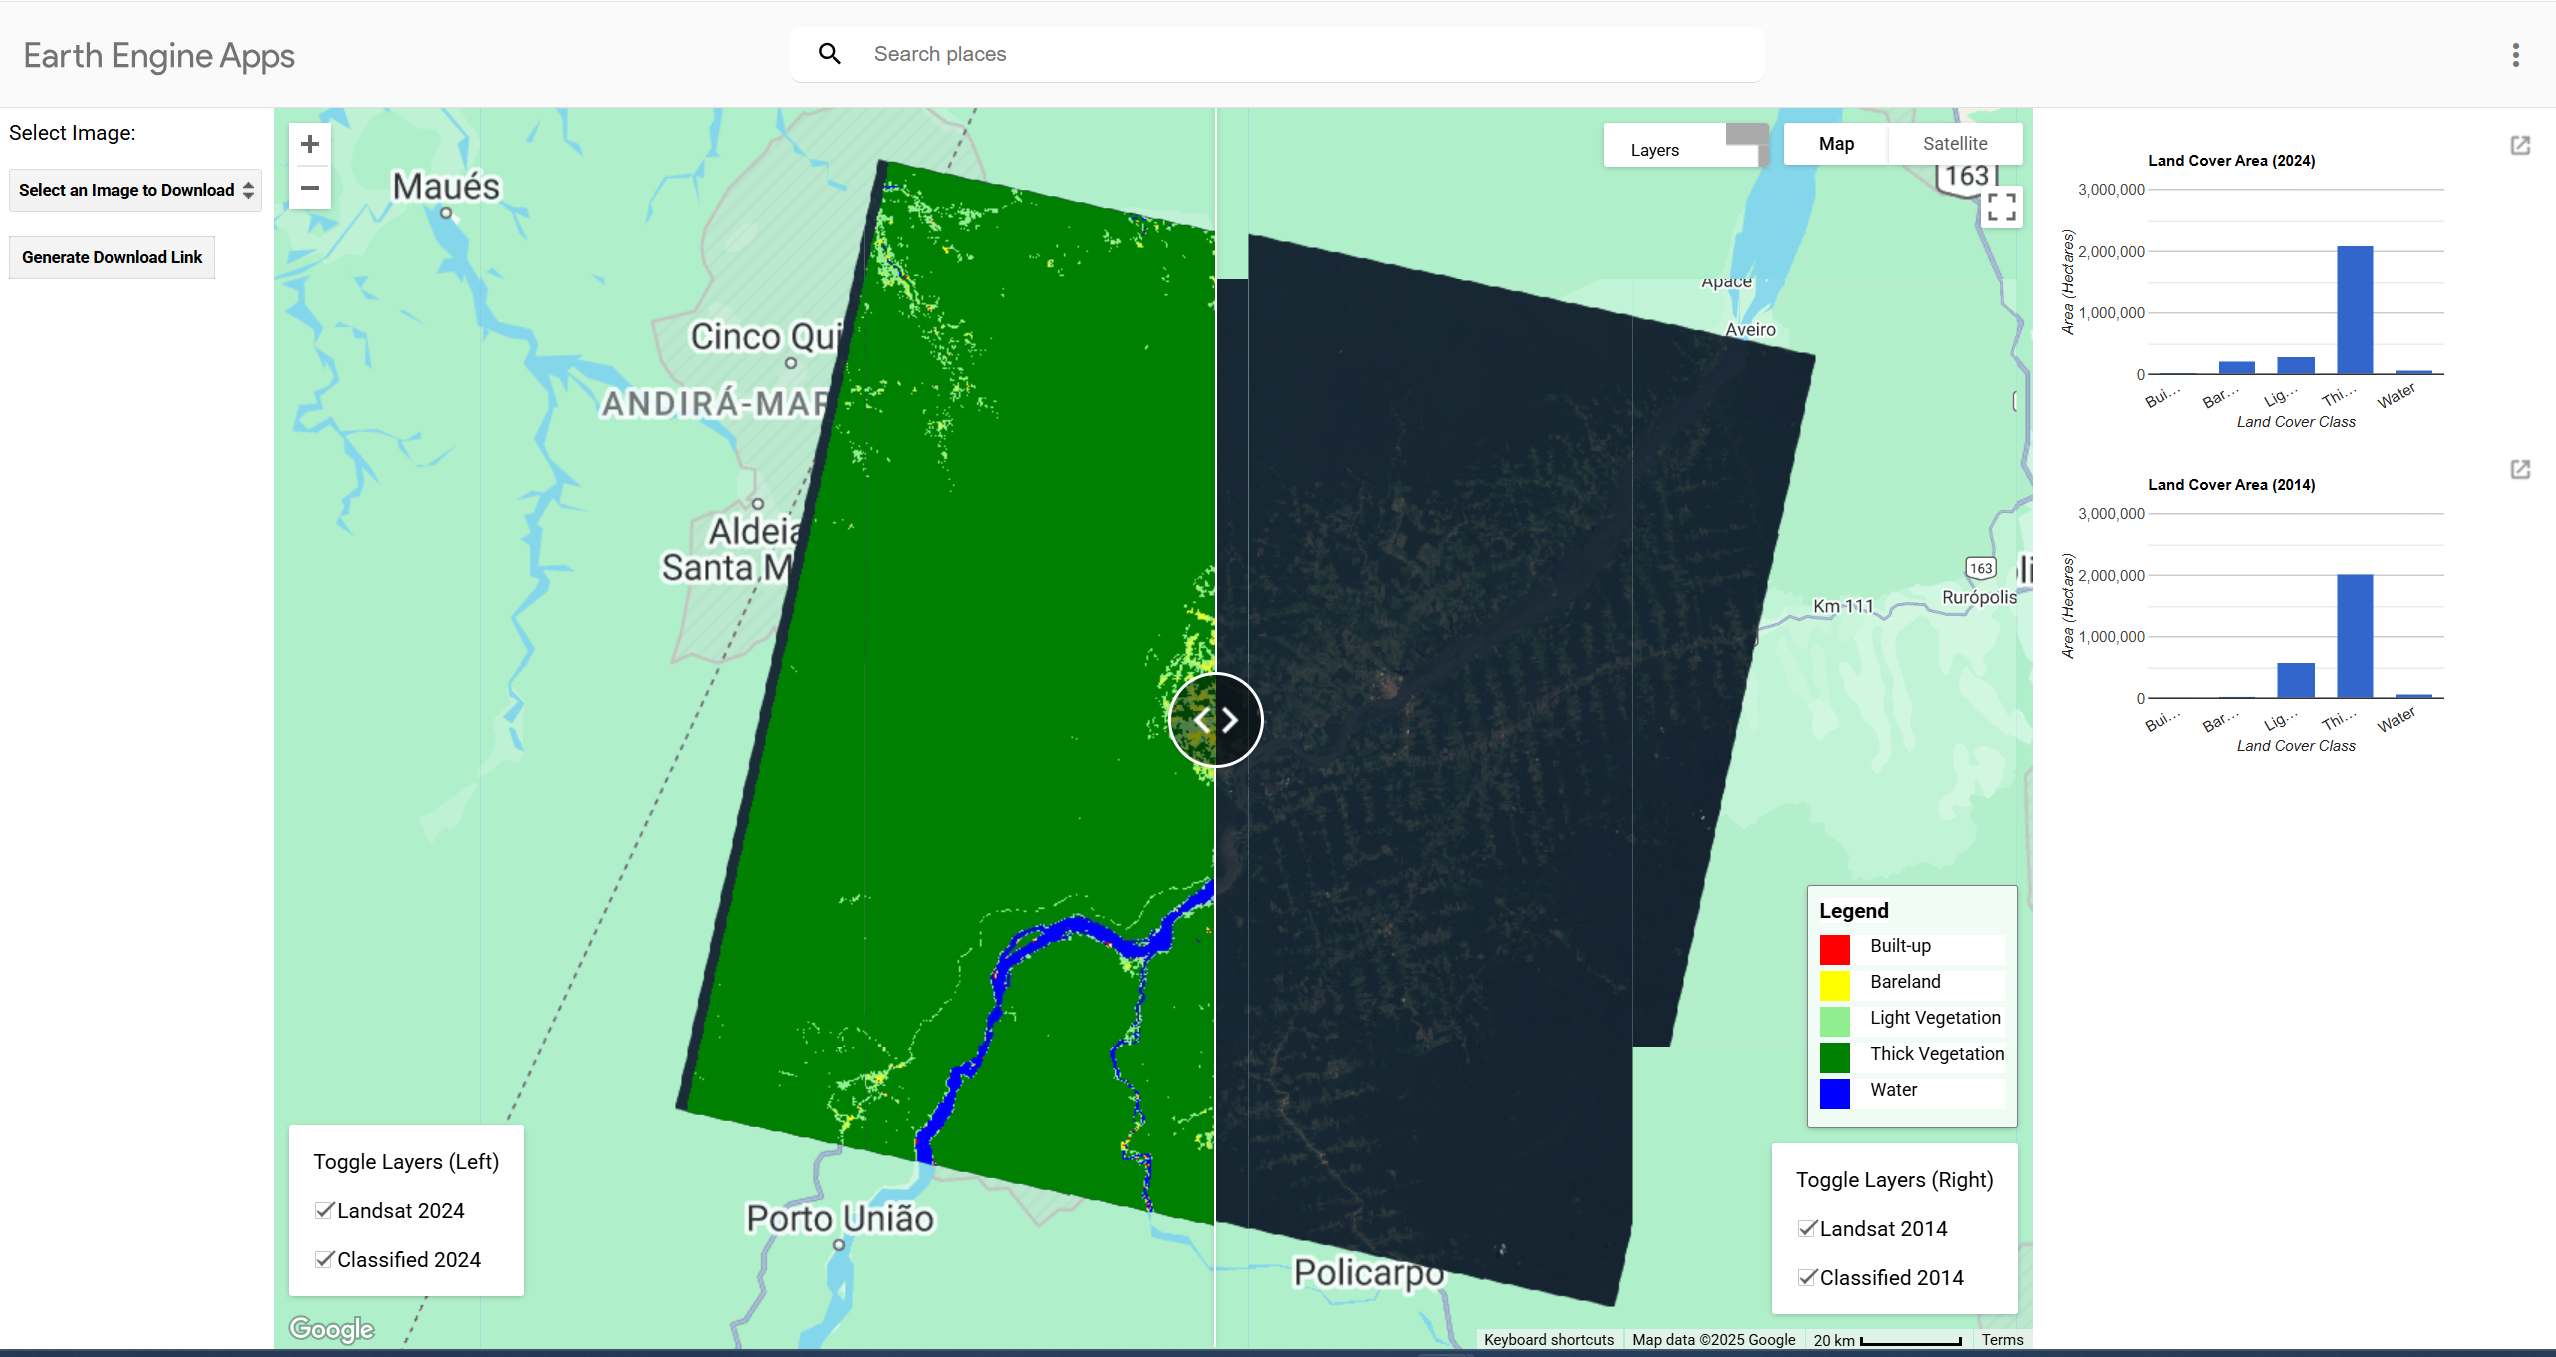 Earth Engine Apps
Search places
Select Image:
Select an Image to Download
Generate Download Link
Maués
Cinco Qui
ANDIRÁ-MAR
Aldeia
Santa M
Porto União
Toggle Layers (Left)
Landsat 2024
Classified 2024
Google
Layers
Map
Satellite
163
Apacê
Aveiro
163
Km 111
Rurópolis
Legend
Built-up
Bareland
Light Vegetation
Thick Vegetation
Water
Policarpo
Toggle Layers (Right)
Landsat 2014
Classified 2014
Keyboard shortcuts
Map data ©2025 Google
20 km
Terms
Land Cover Area (2024)
Area (Hectares)
3,000,000
2,000,000
1,000,000
0
Bui...
Bar...
Lig...
Thi...
Water
Land Cover Class
Land Cover Area (2014)
Area (Hectares)
3,000,000
2,000,000
1,000,000
0
Bui...
Bar...
Lig...
Thi...
Water
Land Cover Class